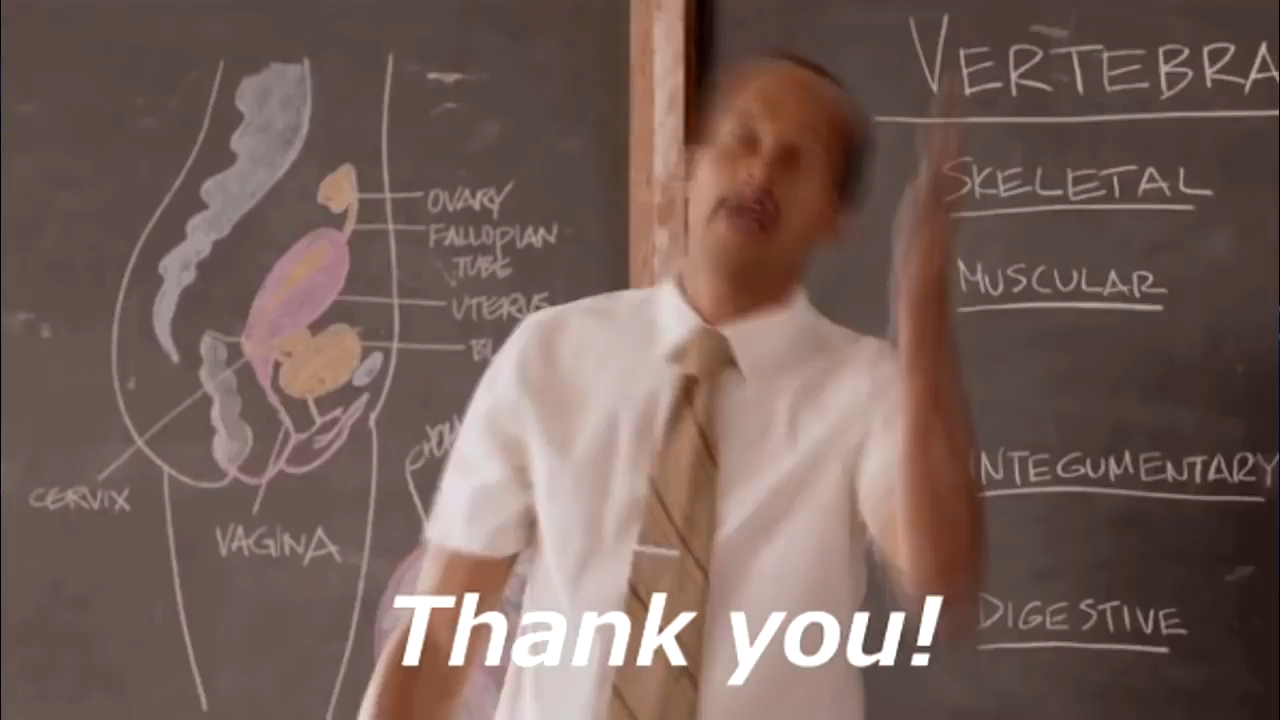 OVARY
FALLOPIAN
TUBE
UTERUS
CERVIX
VAGINA
VERTEBRA
SKELETAL
MUSCULAR
INTEGUMENTARY
DIGESTIVE
Thank you!